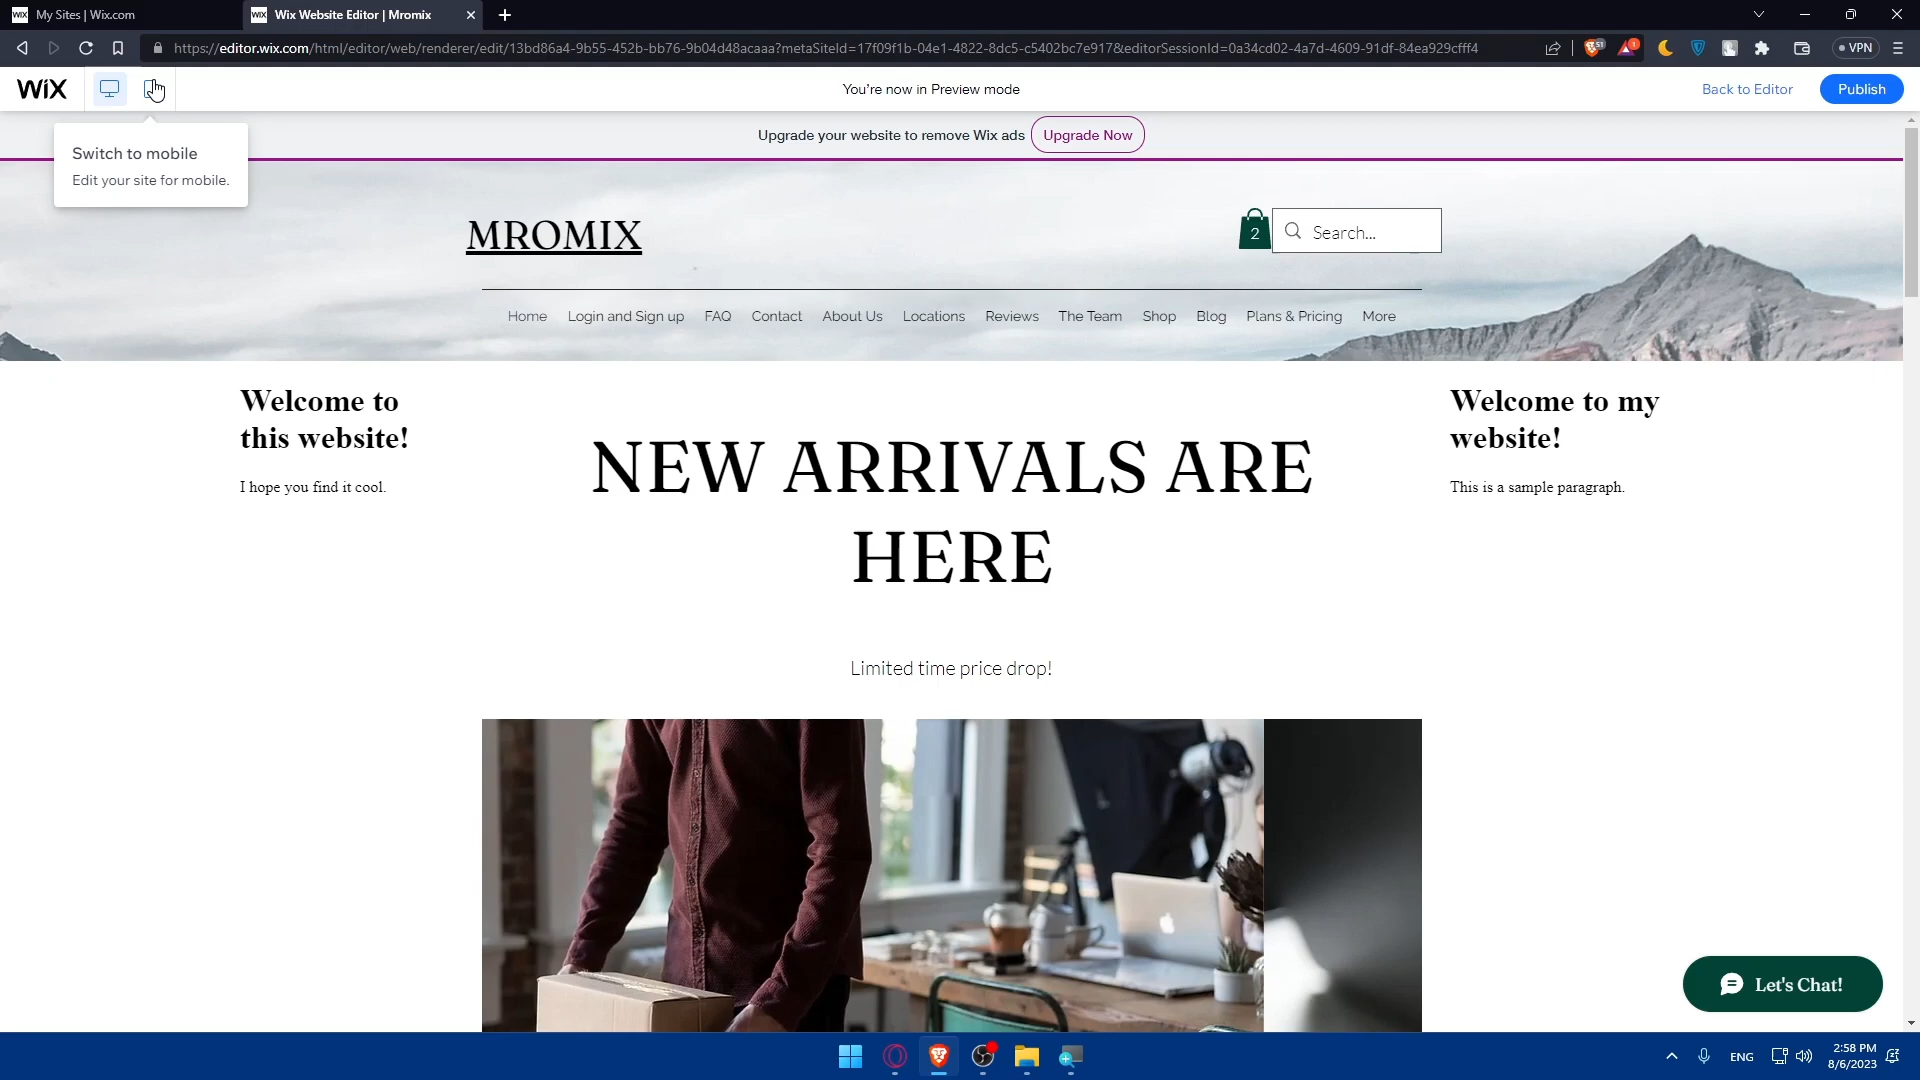 WiX My Sites | Wix.com
WiX Wix Website Editor | Mromix
https://editor.wix.com/html/editor/web/renderer/edit/13bd86a4-9b55-452b-bb76-9b04d48acaaa?metaSiteId=17f09f1b-04e1-4822-8dc5-c5402bc7e917&editorSessionId=0a34cd02-4a7d-4609-91df-84ea929cfff4
51
1
VPN
WiX
You're now in Preview mode
Back to Editor
Publish
Upgrade your website to remove Wix ads
Upgrade Now
Switch to mobile
Edit your site for mobile.
MROMIX
2
Search...
Home Login and Sign up FAQ Contact About Us Locations Reviews The Team Shop Blog Plans & Pricing More
Welcome to
this website!
I hope you find it cool.
NEW ARRIVALS ARE
HERE
Limited time price drop!
Welcome to my
website!
This is a sample paragraph.
Let's Chat!
ENG
2:58 PM
8/6/2023